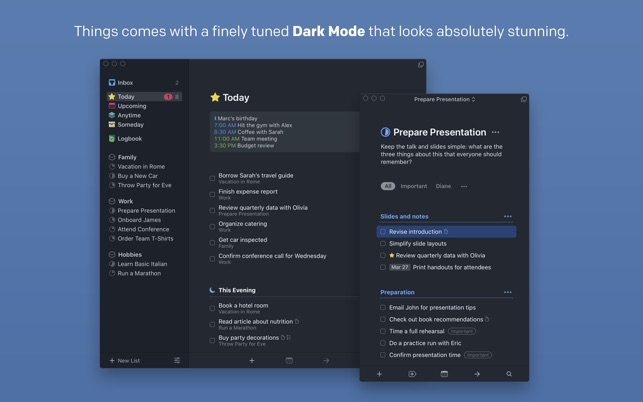 Things comes with a finely tuned Dark Mode that looks absolutely stunning.
Inbox 2
Today 1 8
Upcoming
Anytime
Someday
Logbook
Family
Vacation in Rome
Buy a New Car
Throw Party for Eve
Work
Prepare Presentation
Onboard James
Attend Conference
Order Team T-Shirts
Hobbies
Learn Basic Italian
Run a Marathon
+ New List
Today
Marc's birthday
7:00 AM Hit the gym with Alex
8:30 AM Coffee with Sarah
11:00 AM Team meeting
3:30 PM Budget review
Borrow Sarah's travel guide
Vacation in Rome
Finish expense report
Work
Review quarterly data with Olivia
Prepare Presentation
Organize catering
Work
Get car inspected
Family
Confirm conference call for Wednesday
Work
This Evening
Book a hotel room
Vacation in Rome
Read article about nutrition
Run a Marathon
Buy party decorations
Throw Party for Eve
Prepare Presentation
Prepare Presentation
Keep the talk and slides simple: what are the
three things about this that everyone should
remember?
All Important Diane
Slides and notes
Revise introduction
Simplify slide layouts
Review quarterly data with Olivia
Mar 27 Print handouts for attendees
Preparation
Email John for presentation tips
Check out book recommendations
Time a full rehearsal Important
Do a practice run with Eric
Confirm presentation time Important